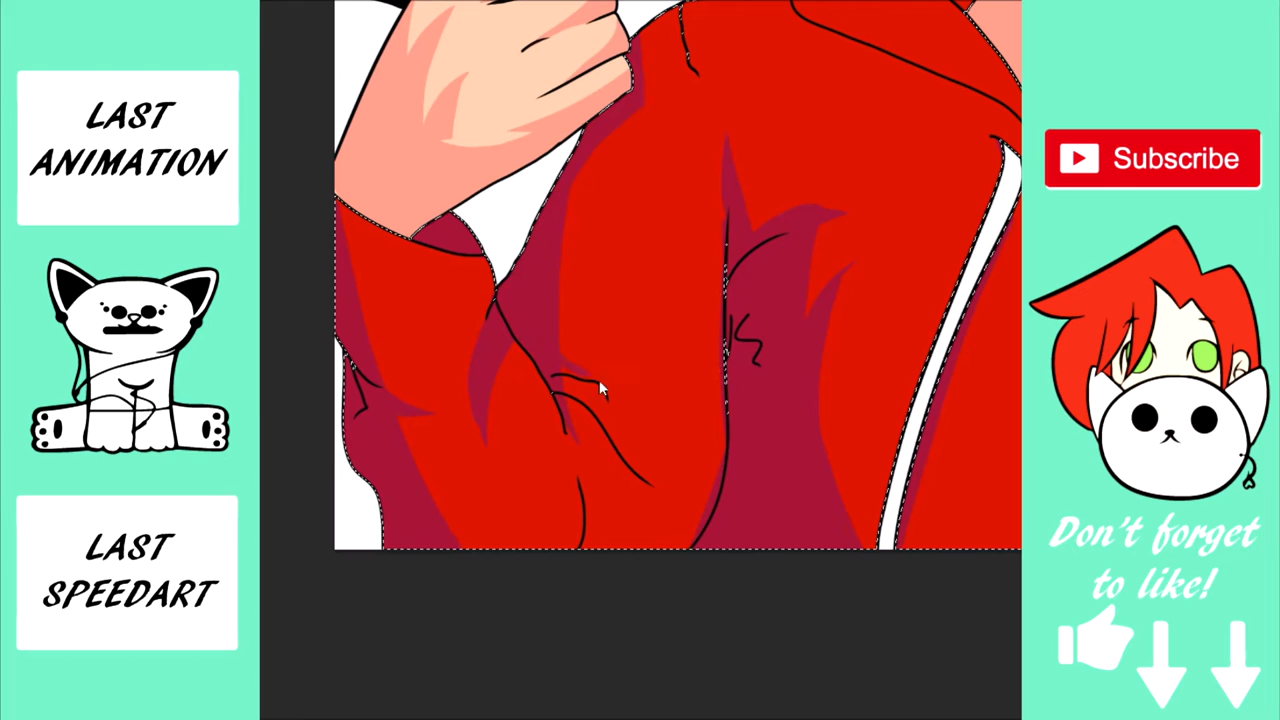 LAST
ANIMATION
LAST
SPEEDART
Subscribe
Don't forget
to like!